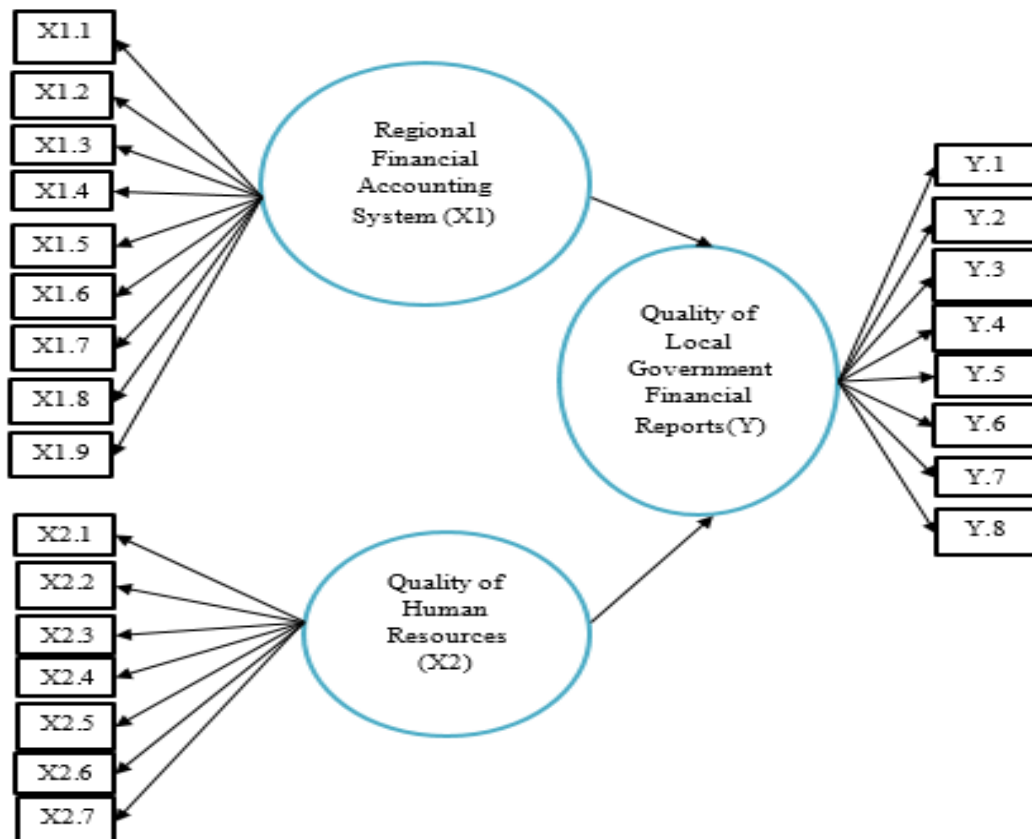 X1.1
X1.2
X1.3
X1.4
X1.5
X1.6
X1.7
X1.8
X1.9
Regional
Financial
Accounting
System (X1)
X2.1
X2.2
X2.3
X2.4
X2.5
X2.6
X2.7
Quality of
Human
Resources
(X2)
Quality of
Local
Government
Financial
Reports(Y)
Y.1
Y.2
Y.3
Y.4
Y.5
Y.6
Y.7
Y.8